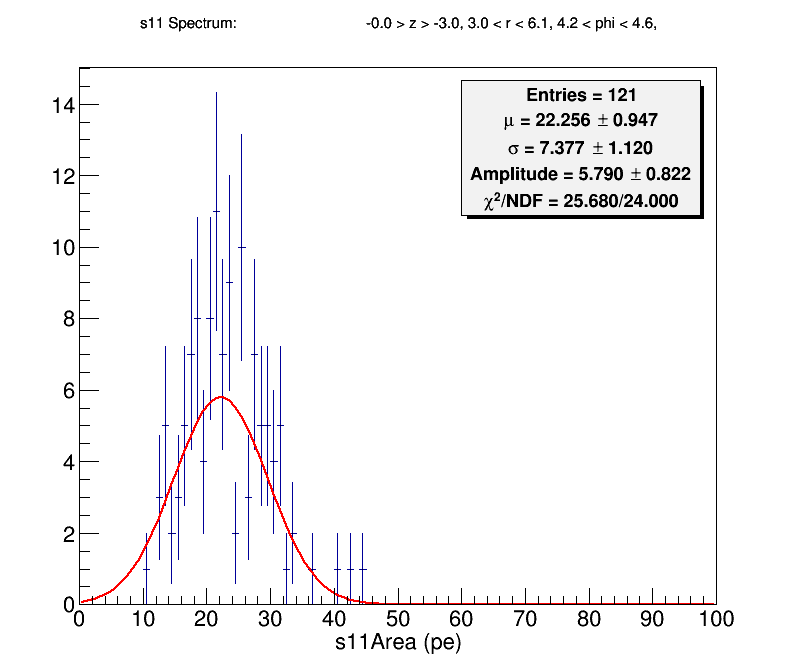 s11 Spectrum: -0.0 > z > -3.0, 3.0 < r < 6.1, 4.2 < phi < 4.6,
Entries = 121
μ = 22.256 ± 0.947
σ = 7.377 ± 1.120
Amplitude = 5.790 ± 0.822
χ²/NDF = 25.680/24.000
14
12
10
8
6
4
2
0
0 10 20 30 40 50 60 70 80 90 100
s11Area (pe)